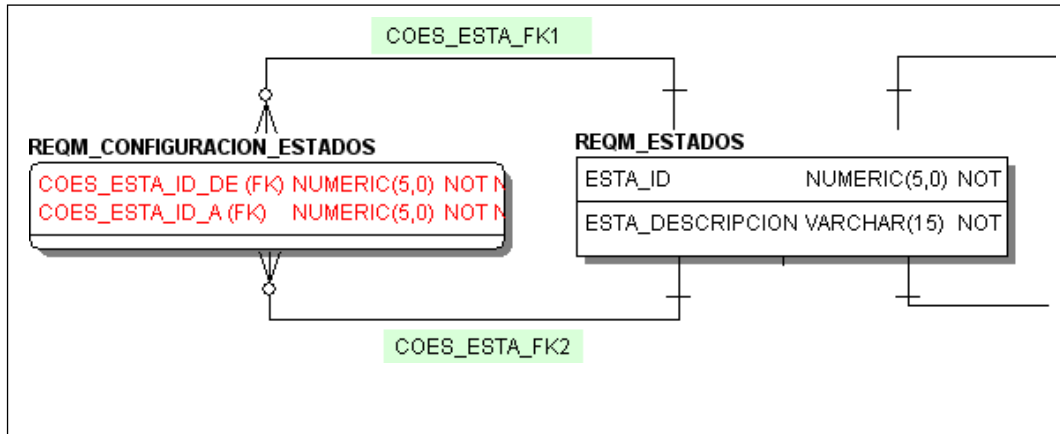 COES_ESTA_FK1
REQM_CONFIGURACION_ESTADOS
COES_ESTA_ID_DE (FK) NUMERIC(5,0) NOT N
COES_ESTA_ID_A (FK) NUMERIC(5,0) NOT N
REQM_ESTADOS
ESTA_ID NUMERIC(5,0) NOT
ESTA_DESCRIPCION VARCHAR(15) NOT
COES_ESTA_FK2